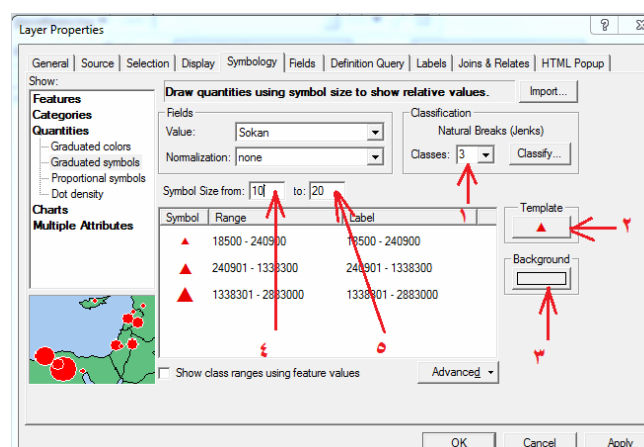 Layer Properties
General Source Selection Display Symbology Fields Definition Query Labels Joins & Relates HTML Popup
Show:
Features
Categories
Quantities
Graduated colors
Graduated symbols
Proportional symbols
Dot density
Charts
Multiple Attributes
Draw quantities using symbol size to show relative values. Import...
Fields
Value: Sokan
Normalization: none
Classification
Natural Breaks (Jenks)
Classes: 3 Classify...
Symbol Size from: 10 to: 20
١
Symbol Range Label
18500 - 240900 18500 - 240900
240901 - 1338300 240901 - 1338300
1338301 - 2883000 1338301 - 2883000
Template
٢
Background
٣
٤ ٥
Show class ranges using feature values Advanced
OK Cancel Apply